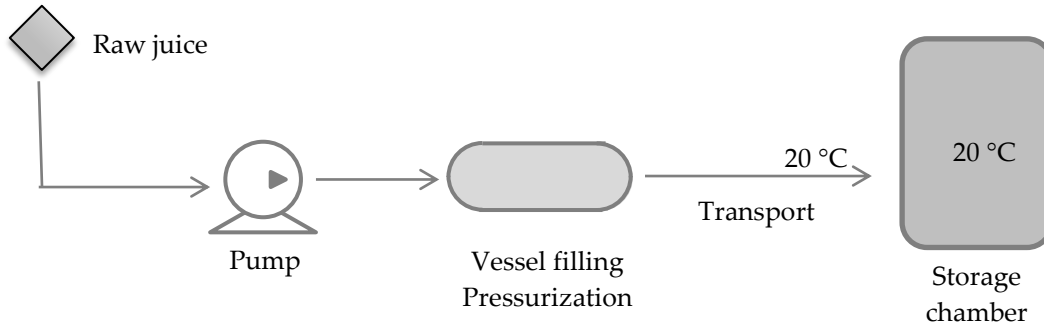 Raw juice
Pump
Vessel filling
Pressurization
20 °C
Transport
20 °C
Storage
chamber